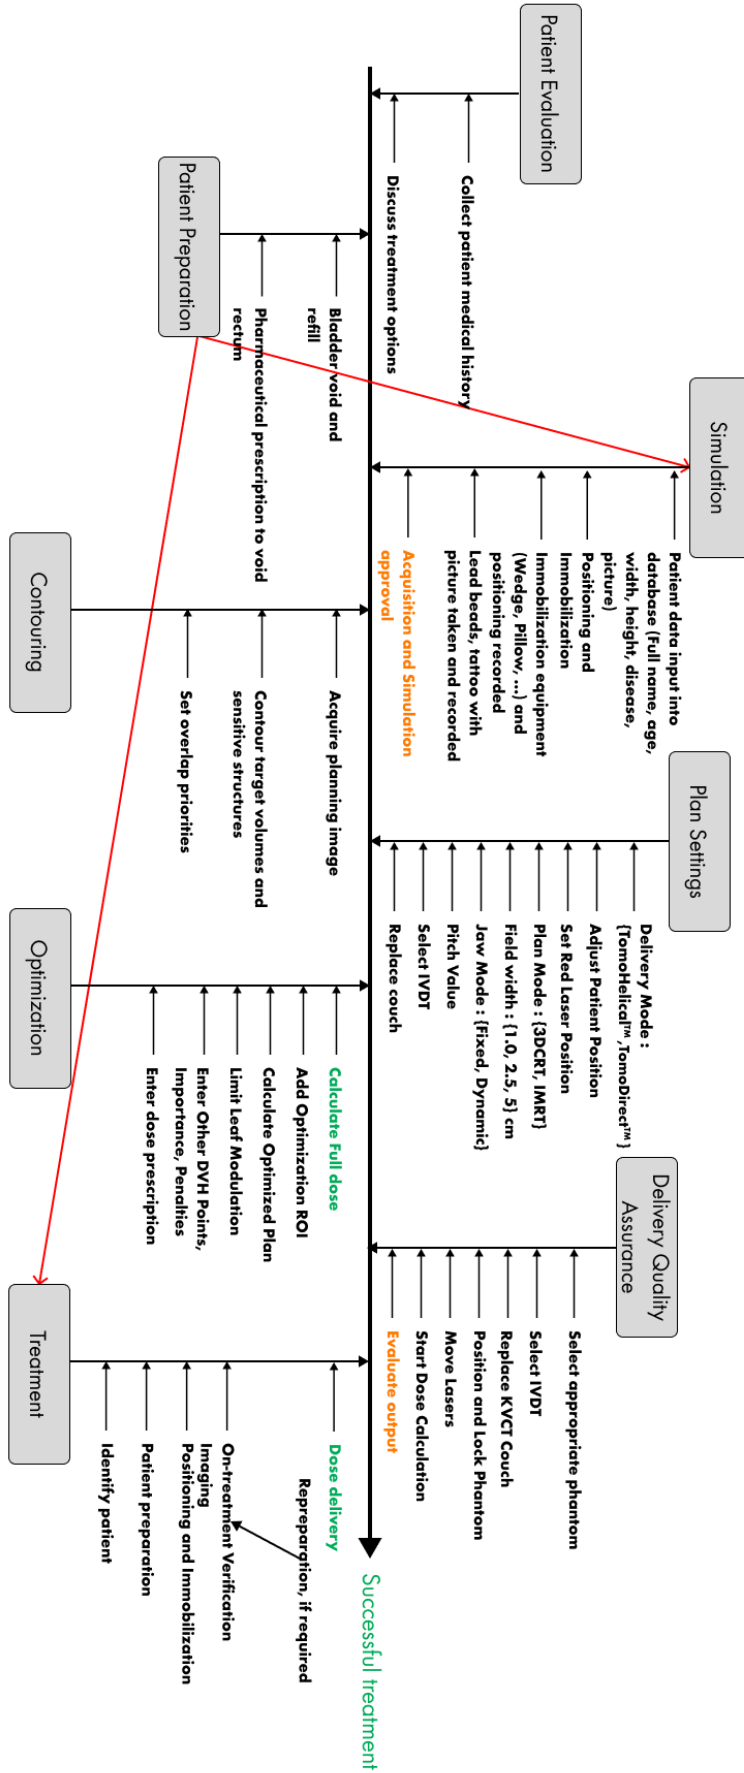 Patient Evaluation
Collect patient medical history
Discuss treatment options
Patient Preparation
Bladder void and
refill
Pharmaceutical prescription to void
rectum
Simulation
Patient data input into
database (Full name, age,
width, height, disease,
picture)
Positioning and
Immobilization
Immobilization equipment
(Wedge, Pillow, ...) and
positioning recorded
Lead beads, tattoo with
picture taken and recorded
Acquisition and Simulation
approval
Contouring
Acquire planning image
Contour target volumes and
sensitive structures
Set overlap priorities
Plan Settings
Delivery Mode :
{TomoHelical™ ,TomoDirect™ }
Adjust Patient Position
Set Red Laser Position
Plan Mode : {3DCRT, IMRT}
Field width : {1.0, 2.5, 5} cm
Jaw Mode : {Fixed, Dynamic}
Pitch Value
Select IVDT
Replace couch
Optimization
Calculate Full dose
Add Optimization ROI
Calculate Optimized Plan
Limit Leaf Modulation
Enter Other DVH Points,
Importance, Penalties
Enter dose prescription
Delivery Quality
Assurance
Select appropriate phantom
Select IVDT
Replace KVCT Couch
Position and Lock Phantom
Move Lasers
Start Dose Calculation
Evaluate output
Treatment
Dose delivery
Repreparation, if required
On-treatment Verification
Imaging
Positioning and Immobilization
Patient preparation
Identify patient
Successful treatment